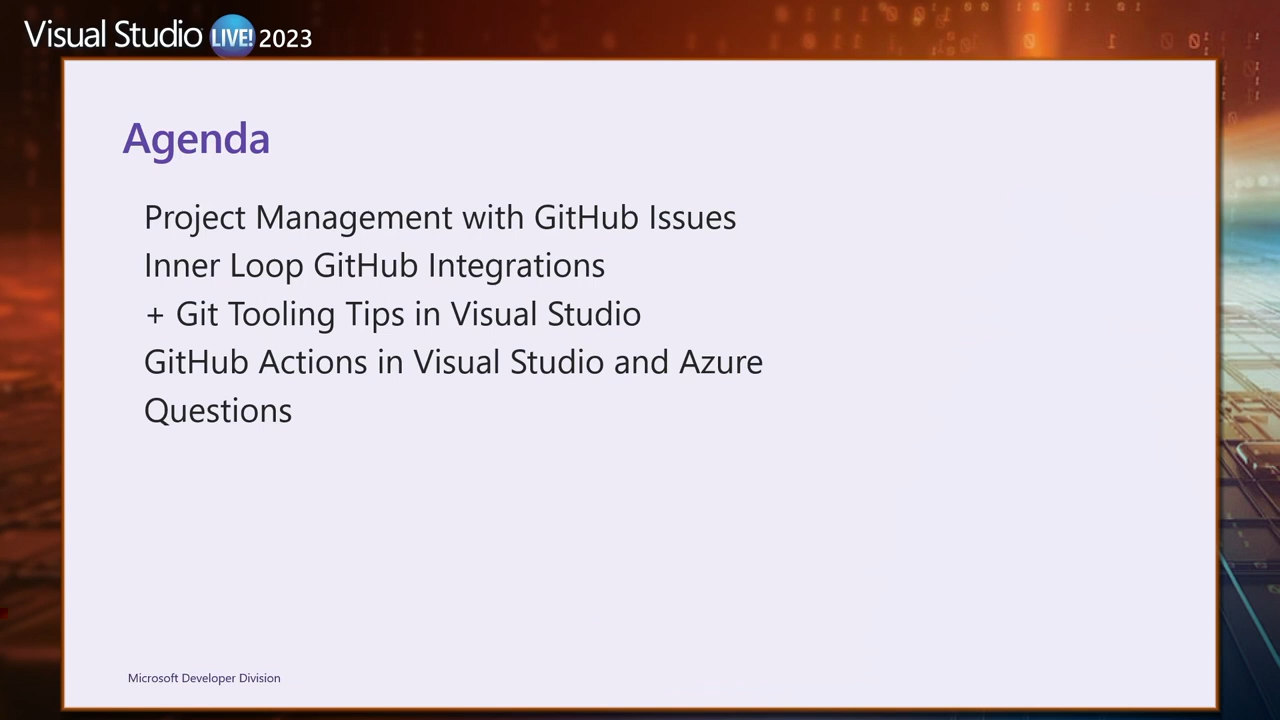 Visual Studio LIVE! 2023
Agenda
Project Management with GitHub Issues
Inner Loop GitHub Integrations
+ Git Tooling Tips in Visual Studio
GitHub Actions in Visual Studio and Azure
Questions
Microsoft Developer Division